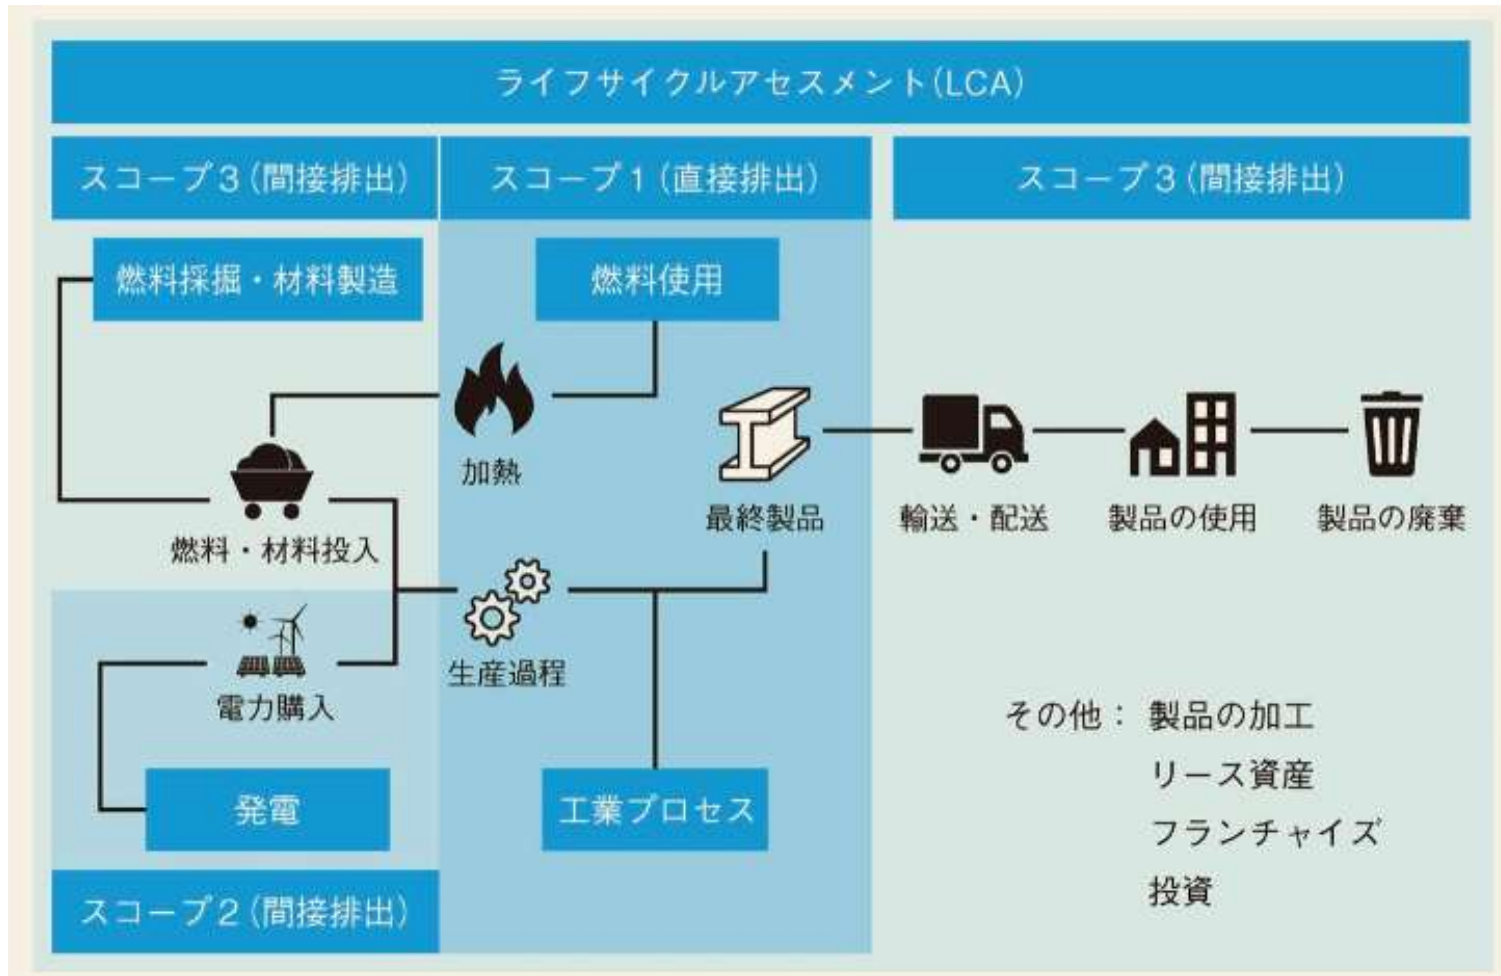 ライフサイクルアセスメント(LCA)
スコープ3(間接排出)
スコープ1(直接排出)
スコープ3(間接排出)
燃料採掘・材料製造
燃料使用
加熱
燃料・材料投入
最終製品
輸送・配送
製品の使用
製品の廃棄
電力購入
生産過程
発電
工業プロセス
スコープ2(間接排出)
その他： 製品の加工
リース資産
フランチャイズ
投資